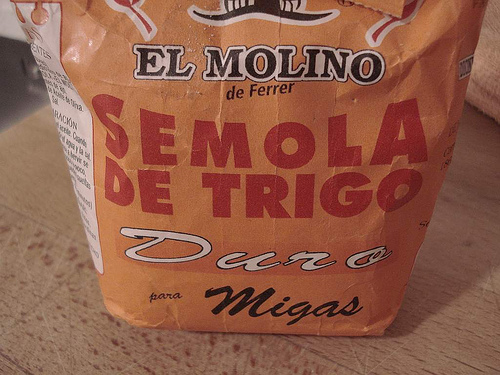 EL MOLINO
de Ferrer
SEMOLA
DE TRIGO
Duro
para Migas